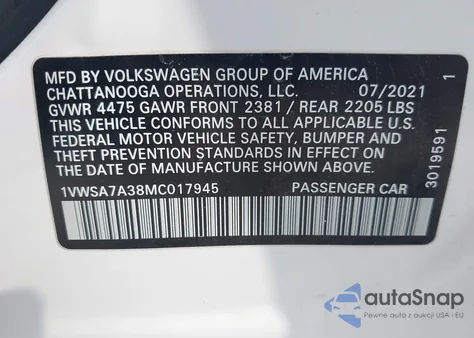 MFD BY VOLKSWAGEN GROUP OF AMERICA
CHATTANOOGA OPERATIONS, LLC. 07/2021
GVWR 4475 GAWR FRONT 2381 / REAR 2205 LBS
THIS VEHICLE CONFORMS TO ALL APPLICABLE U.S.
FEDERAL MOTOR VEHICLE SAFETY, BUMPER AND
THEFT PREVENTION STANDARDS IN EFFECT ON
THE DATE OF MANUFACTURE SHOWN ABOVE.
1VWSA7A38MC017945 PASSENGER CAR
3019591 1
autoSnap
Pewne auta z aukcji USA i EU